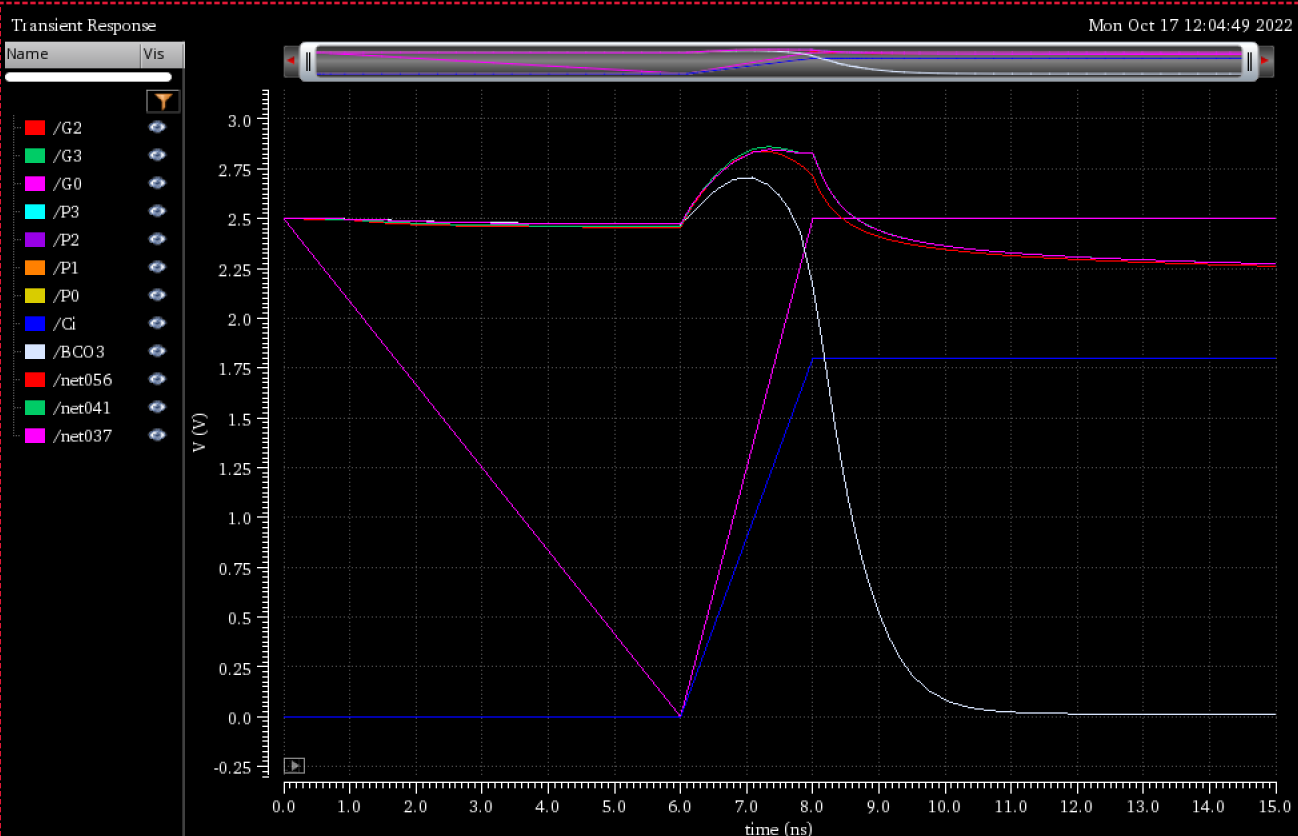 Transient Response
Mon Oct 17 12:04:49 2022
Name Vis
/G2
/G3
/G0
/P3
/P2
/P1
/P0
/Ci
/BCO3
/net056
/net041
/net037
V (V)
3.0
2.75
2.5
2.25
2.0
1.75
1.5
1.25
1.0
0.75
0.5
0.25
0.0
-0.25
0.0 1.0 2.0 3.0 4.0 5.0 6.0 7.0 8.0 9.0 10.0 11.0 12.0 13.0 14.0 15.0
time (ns)